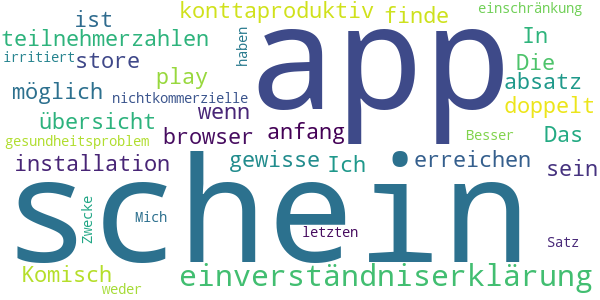 ist konttaproduktiv finde einschränkung
teilnehmerzahlen haben app In
irritiert store Die
möglich play absatz
nichtkommerzielle wenn doppelt
übersicht browser anfang Das
gesundheitsproblem Besser
installation gewisse Ich erreichen sein
schein
Zwecke Mich letzten Satz
Komisch einverständniserklärung
weder